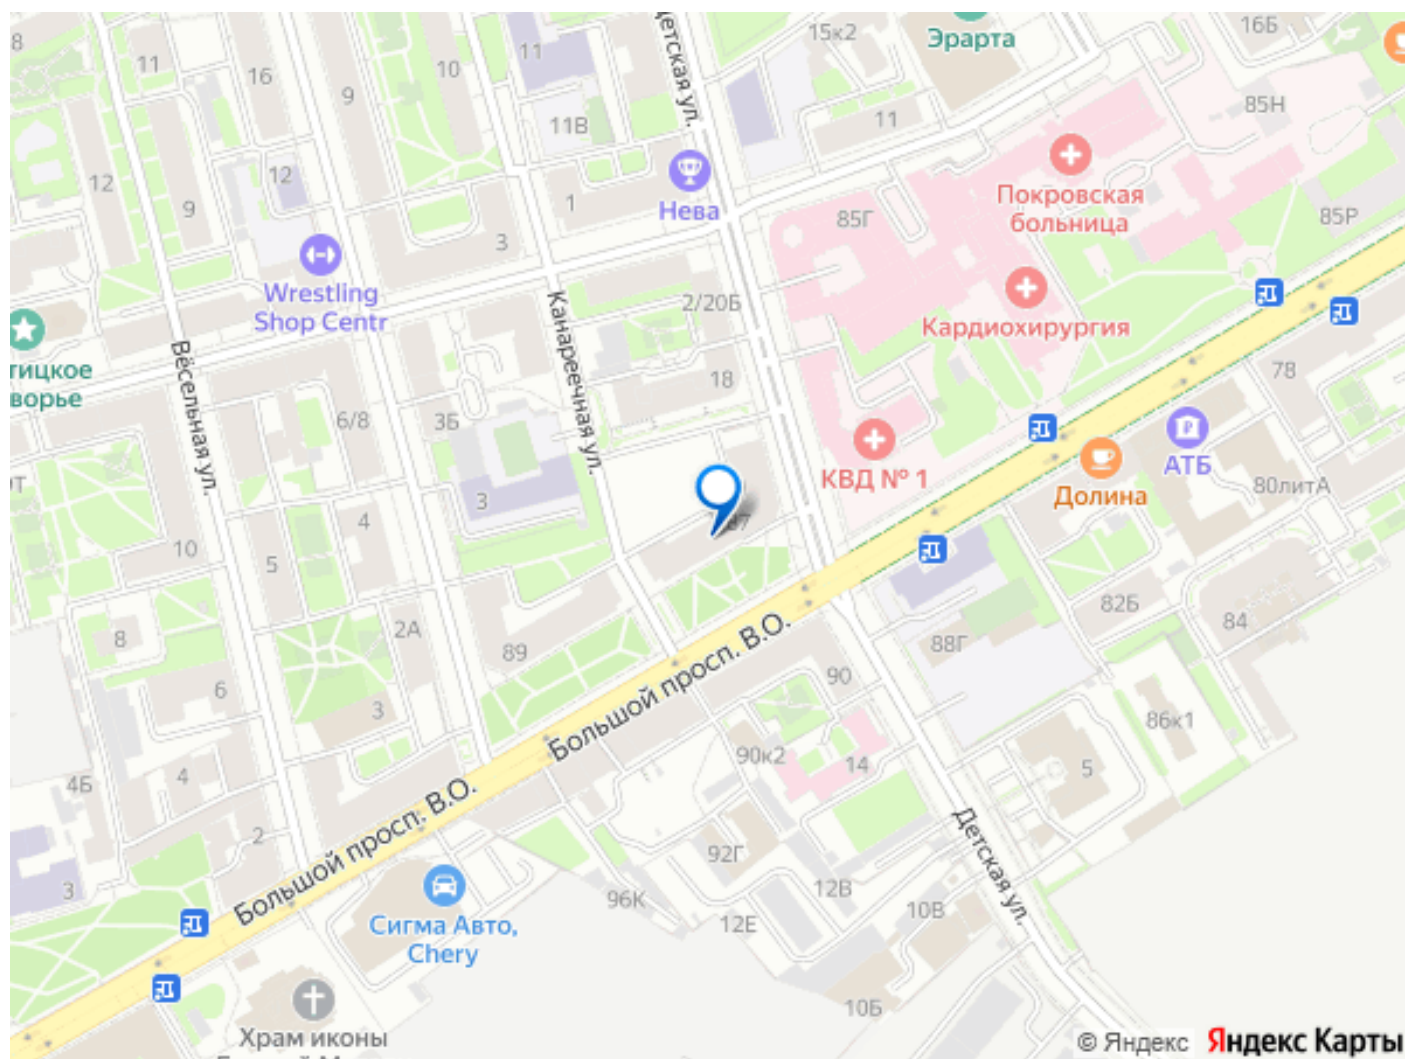 8
11
16
10
11
9
11В
15к2
Эрарта
16Б
85Н
Детская ул.
11
12
12
9
1
3
Нева
85Г
Покровская
больница
85Р
Wrestling
Shop Centr
2/20Б
Кардиохирургия
Канареечная ул.
Вёсельная ул.
18
78
6/8
3Б
КВД № 1
Долина
АТБ
80литА
3
4
10
5
87
82Б
84
8
2А
89
88Г
6
3
90
Большой просп. В.О.
86к1
90к2
14
5
4Б
4
2
Большой просп. В.О.
92Г
Детская ул.
3
Сигма Авто,
Chery
96К
12В
12Е
10В
10Б
Храм иконы
© Яндекс
Яндекс Карты